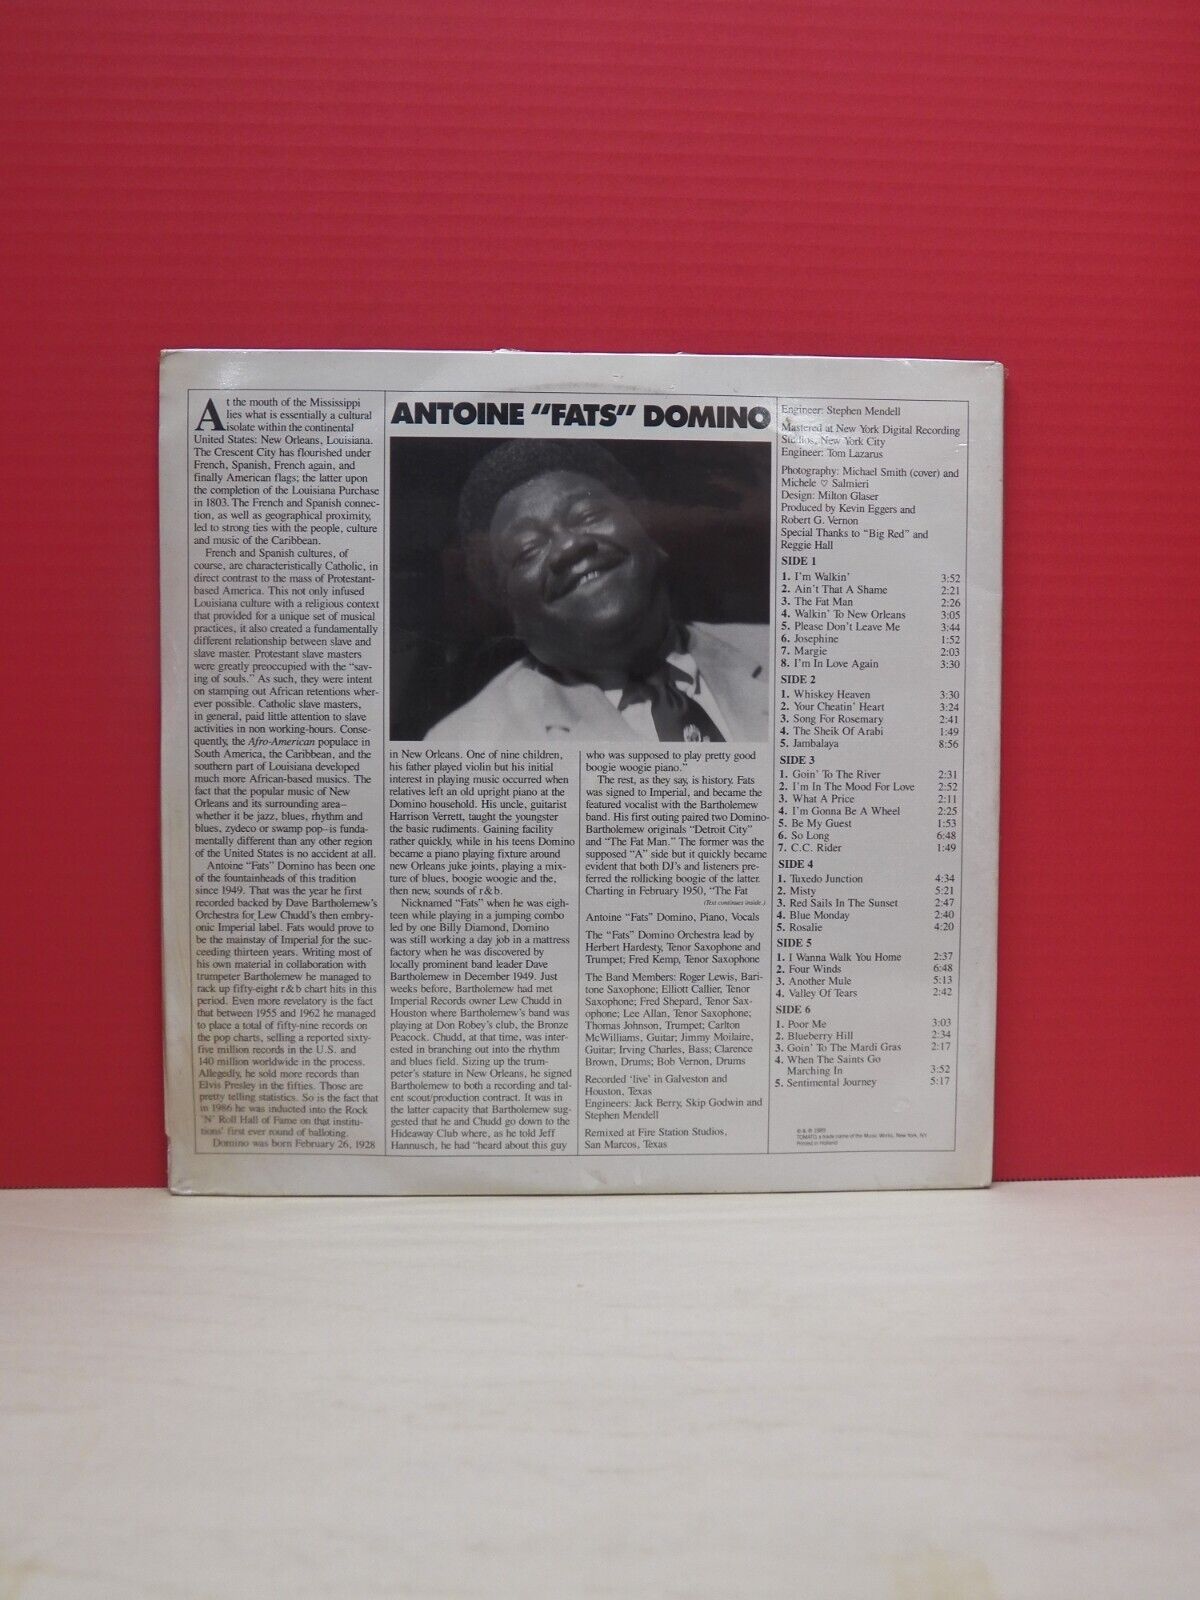 At the mouth of the Mississippi
lies what is essentially a cultural
isolate within the continental
United States: New Orleans, Louisiana.
The Crescent City has flourished under
French, Spanish, French again, and
finally American flags; the latter upon
the completion of the Louisiana Purchase
in 1803. The French and Spanish connec-
tion, as well as geographical proximity,
led to strong ties with the people, culture
and music of the Caribbean.
French and Spanish cultures, of
course, are characteristically Catholic, in
direct contrast to the mass of Protestant-
based America. This not only infused
Louisiana culture with a religious context
that provided for a unique set of musical
practices, it also created a fundamentally
different relationship between slave and
slave master. Protestant slave masters
were greatly preoccupied with the “sav-
ing of souls.” As such, they were intent
on stamping out African retentions wher-
ever possible. Catholic slave masters,
in general, paid little attention to slave
activities in non working-hours. Conse-
quently, the Afro-American populace in
South America, the Caribbean, and the
southern part of Louisiana developed
much more African-based musics. The
fact that the popular music of New
Orleans and its surrounding area—
whether it be jazz, blues, rhythm and
blues, zydeco or swamp pop—is funda-
mentally different than any other region
of the United States is no accident at all.
Antoine “Fats” Domino has been one
of the fountainheads of this tradition
since 1949. That was the year he first
recorded backed by Dave Bartholemew's
Orchestra for Lew Chudd's then embry-
onic Imperial label. Fats would prove to
be the mainstay of Imperial for the suc-
ceeding thirteen years. Writing most of
his own material in collaboration with
trumpeter Bartholemew he managed to
rack up fifty-eight r&b chart hits in this
period. Even more revelatory is the fact
that between 1955 and 1962 he managed
to place a total of fifty-nine records on
the pop charts, selling a reported sixty-
five million records in the U.S. and
140 million worldwide in the process.
Allegedly, he sold more records than
Elvis Presley in the fifties. Those are
pretty telling statistics. So is the fact that
in 1986 he was inducted into the Rock
'N' Roll Hall of Fame on that institu-
tions' first ever round of balloting.
Domino was born February 26, 1928
ANTOINE “FATS” DOMINO
in New Orleans. One of nine children,
his father played violin but his initial
interest in playing music occurred when
relatives left an old upright piano at the
Domino household. His uncle, guitarist
Harrison Verrett, taught the youngster
the basic rudiments. Gaining facility
rather quickly, while in his teens Domino
became a piano playing fixture around
new Orleans juke joints, playing a mix-
ture of blues, boogie woogie and the,
then new, sounds of r&b.
Nicknamed “Fats” when he was eigh-
teen while playing in a jumping combo
led by one Billy Diamond, Domino
was still working a day job in a mattress
factory when he was discovered by
locally prominent band leader Dave
Bartholemew in December 1949. Just
weeks before, Bartholemew had met
Imperial Records owner Lew Chudd in
Houston where Bartholemew's band was
playing at Don Robey's club, the Bronze
Peacock. Chudd, at that time, was inter-
ested in branching out into the rhythm
and blues field. Sizing up the trum-
peter's stature in New Orleans, he signed
Bartholemew to both a recording and tal-
ent scout/production contract. It was in
the latter capacity that Bartholemew sug-
gested that he and Chudd go down to the
Hideaway Club where, as he told Jeff
Hannusch, he had “heard about this guy
who was supposed to play pretty good
boogie woogie piano.”
The rest, as they say, is history. Fats
was signed to Imperial, and became the
featured vocalist with the Bartholemew
band. His first outing paired two Domino-
Bartholemew originals “Detroit City”
and “The Fat Man.” The former was the
supposed “A” side but it quickly became
evident that both DJ's and listeners pre-
ferred the rollicking boogie of the latter.
Charting in February 1950, “The Fat
(Text continues inside.)
Antoine “Fats” Domino, Piano, Vocals
The “Fats” Domino Orchestra lead by
Herbert Hardesty, Tenor Saxophone and
Trumpet; Fred Kemp, Tenor Saxophone
The Band Members: Roger Lewis, Bari-
tone Saxophone; Elliott Callier, Tenor
Saxophone; Fred Shepard, Tenor Sax-
ophone; Lee Allan, Tenor Saxophone;
Thomas Johnson, Trumpet; Carlton
McWilliams, Guitar; Jimmy Moilaire,
Guitar; Irving Charles, Bass; Clarence
Brown, Drums; Bob Vernon, Drums
Recorded 'live' in Galveston and
Houston, Texas
Engineers: Jack Berry, Skip Godwin and
Stephen Mendell
Remixed at Fire Station Studios,
San Marcos, Texas
Engineer: Stephen Mendell
Mastered at New York Digital Recording
Studios, New York City
Engineer: Tom Lazarus
Photography: Michael Smith (cover) and
Michele ♡ Salmieri
Design: Milton Glaser
Produced by Kevin Eggers and
Robert G. Vernon
Special Thanks to “Big Red” and
Reggie Hall
SIDE 1
1. I'm Walkin' 3:52
2. Ain't That A Shame 2:21
3. The Fat Man 2:26
4. Walkin' To New Orleans 3:05
5. Please Don't Leave Me 3:44
6. Josephine 1:52
7. Margie 2:03
8. I'm In Love Again 3:30
SIDE 2
1. Whiskey Heaven 3:30
2. Your Cheatin' Heart 3:24
3. Song For Rosemary 2:41
4. The Sheik Of Arabi 1:49
5. Jambalaya 8:56
SIDE 3
1. Goin' To The River 2:31
2. I'm In The Mood For Love 2:52
3. What A Price 2:11
4. I'm Gonna Be A Wheel 2:25
5. Be My Guest 1:53
6. So Long 6:48
7. C.C. Rider 1:49
SIDE 4
1. Tuxedo Junction 4:34
2. Misty 5:21
3. Red Sails In The Sunset 2:47
4. Blue Monday 2:40
5. Rosalie 4:20
SIDE 5
1. I Wanna Walk You Home 2:37
2. Four Winds 6:48
3. Another Mule 5:13
4. Valley Of Tears 2:42
SIDE 6
1. Poor Me 3:03
2. Blueberry Hill 2:34
3. Goin' To The Mardi Gras 2:17
4. When The Saints Go
Marching In 3:52
5. Sentimental Journey 5:17
© & ℗ 1989
TOMATO, a trade name of the Music Works, New York, NY
Printed in Holland